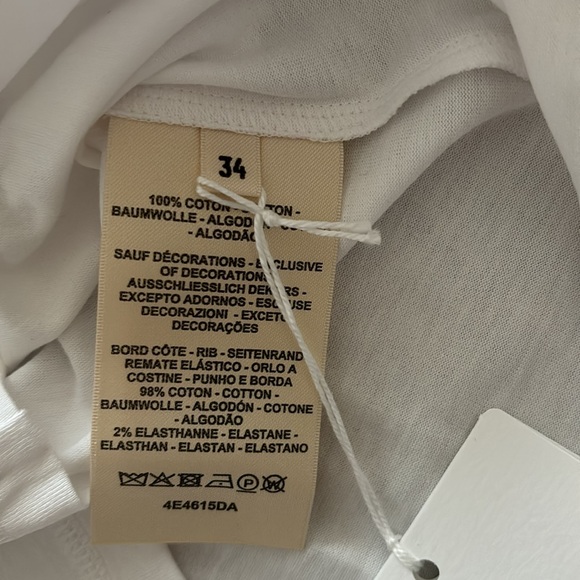 34
100% COTON - COTTON -
BAUMWOLLE - ALGODÓN -
- ALGODÃO
SAUF DÉCORATIONS - EXCLUSIVE
OF DECORATIONS
AUSSCHLIESSLICH DEKORS -
EXCEPTO ADORNOS - ESCLUSE
DECORAZIONI - EXCETO
DECORAÇÕES
BORD CÔTE - RIB - SEITENRAND
REMATE ELÁSTICO - ORLO A
COSTINE - PUNHO E BORDA
98% COTON - COTTON -
BAUMWOLLE - ALGODÓN - COTONE
- ALGODÃO
2% ELASTHANNE - ELASTANE -
ELASTHAN - ELASTAN - ELASTANO
P W
4E4615DA